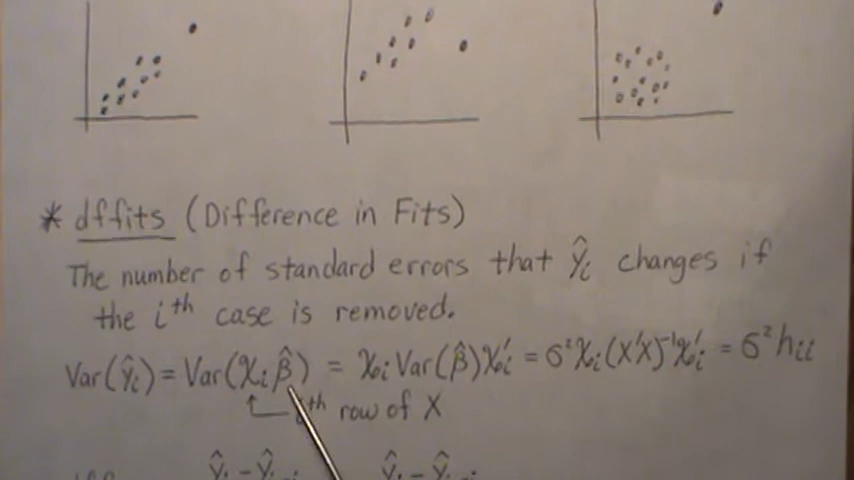 * dffits (Difference in Fits)
The number of standard errors that ŷᵢ changes if
the iᵗʰ case is removed.
Var(ŷᵢ) = Var(xᵢβ̂) = xᵢVar(β̂)xᵢ' = σ²xᵢ(X'X)⁻¹xᵢ' = σ²hᵢᵢ
row of X